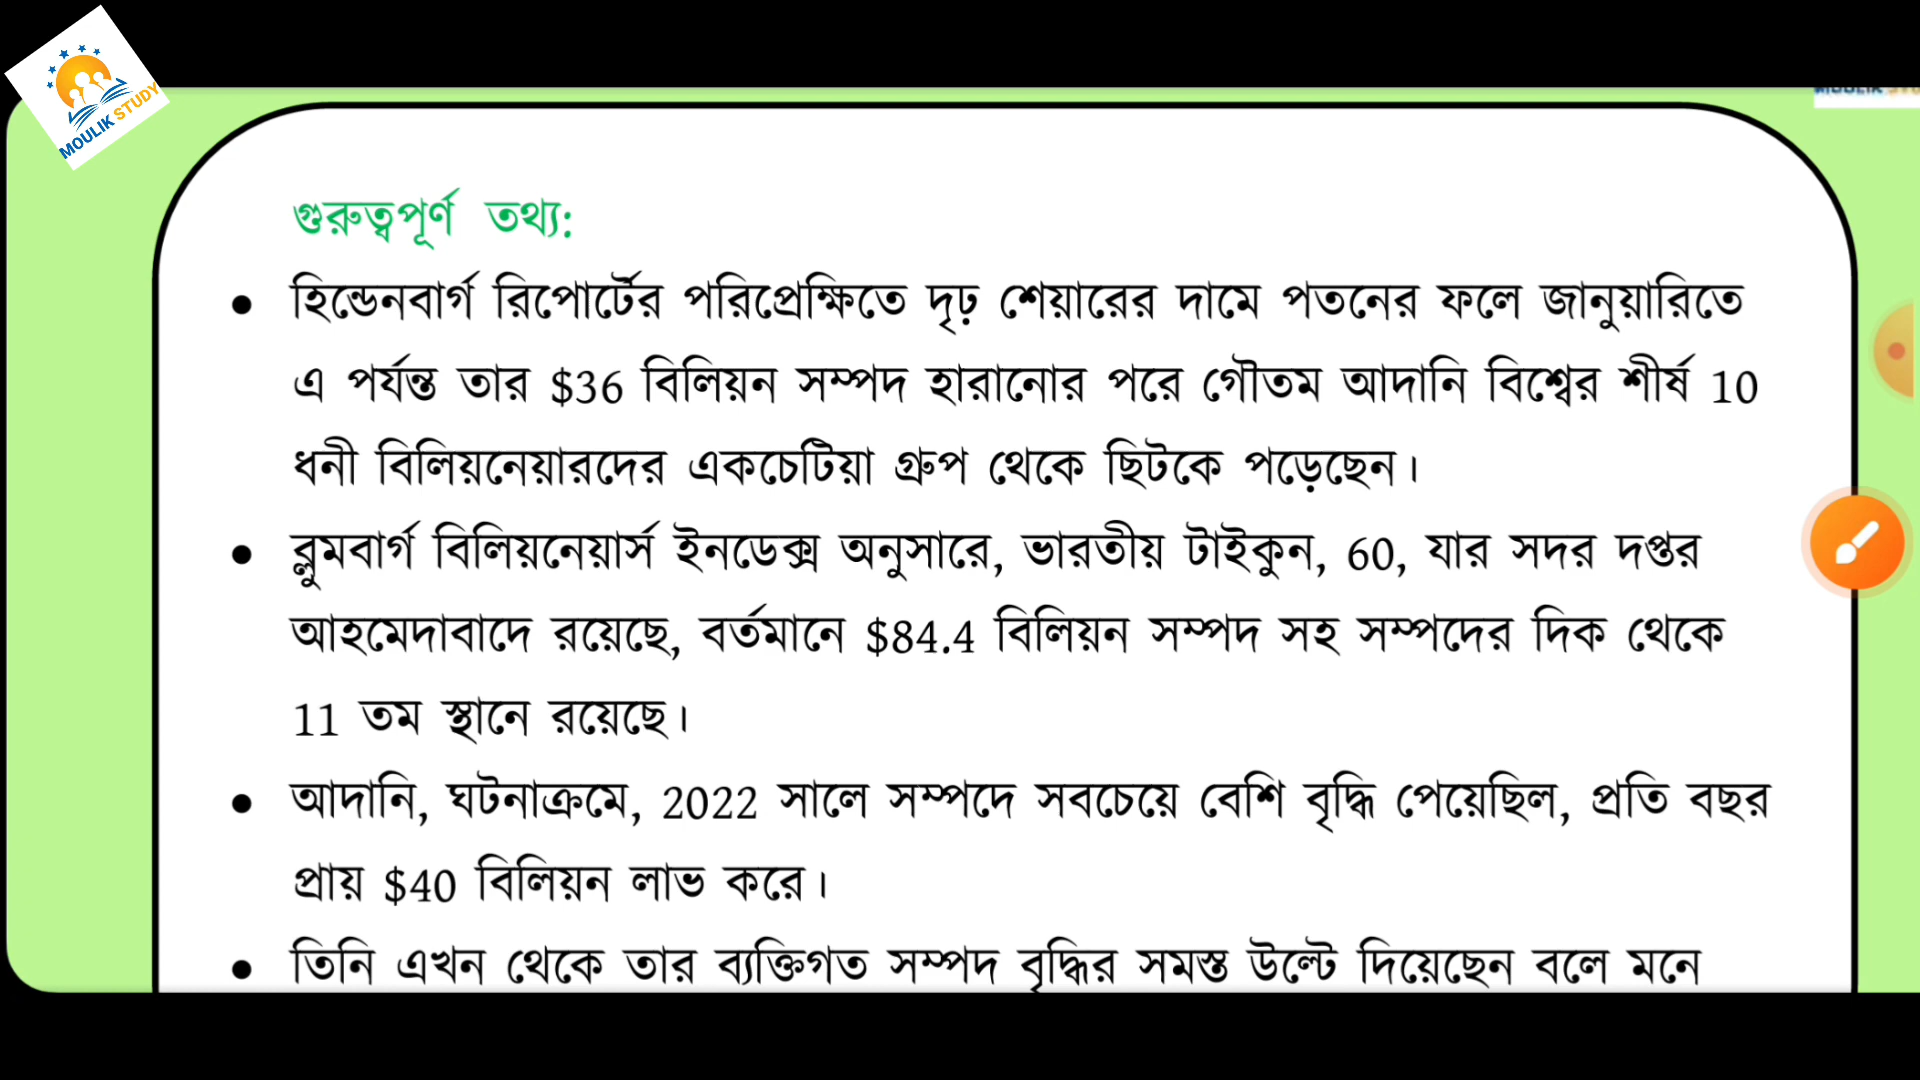 MOULIK STUDY
গুরুত্বপূর্ণ তথ্য:
• হিন্ডেনবার্গ রিপোর্টের পরিপ্রেক্ষিতে দৃঢ় শেয়ারের দামে পতনের ফলে জানুয়ারিতে
এ পর্যন্ত তার $36 বিলিয়ন সম্পদ হারানোর পরে গৌতম আদানি বিশ্বের শীর্ষ 10
ধনী বিলিয়নেয়ারদের একচেটিয়া গ্রুপ থেকে ছিটকে পড়েছেন।
• ব্লুমবার্গ বিলিয়নেয়ার্স ইনডেক্স অনুসারে, ভারতীয় টাইকুন, 60, যার সদর দপ্তর
আহমেদাবাদে রয়েছে, বর্তমানে $84.4 বিলিয়ন সম্পদ সহ সম্পদের দিক থেকে
11 তম স্থানে রয়েছে।
• আদানি, ঘটনাক্রমে, 2022 সালে সম্পদে সবচেয়ে বেশি বৃদ্ধি পেয়েছিল, প্রতি বছর
প্রায় $40 বিলিয়ন লাভ করে।
• তিনি এখন থেকে তার ব্যক্তিগত সম্পদ বৃদ্ধির সমস্ত উল্টে দিয়েছেন বলে মনে